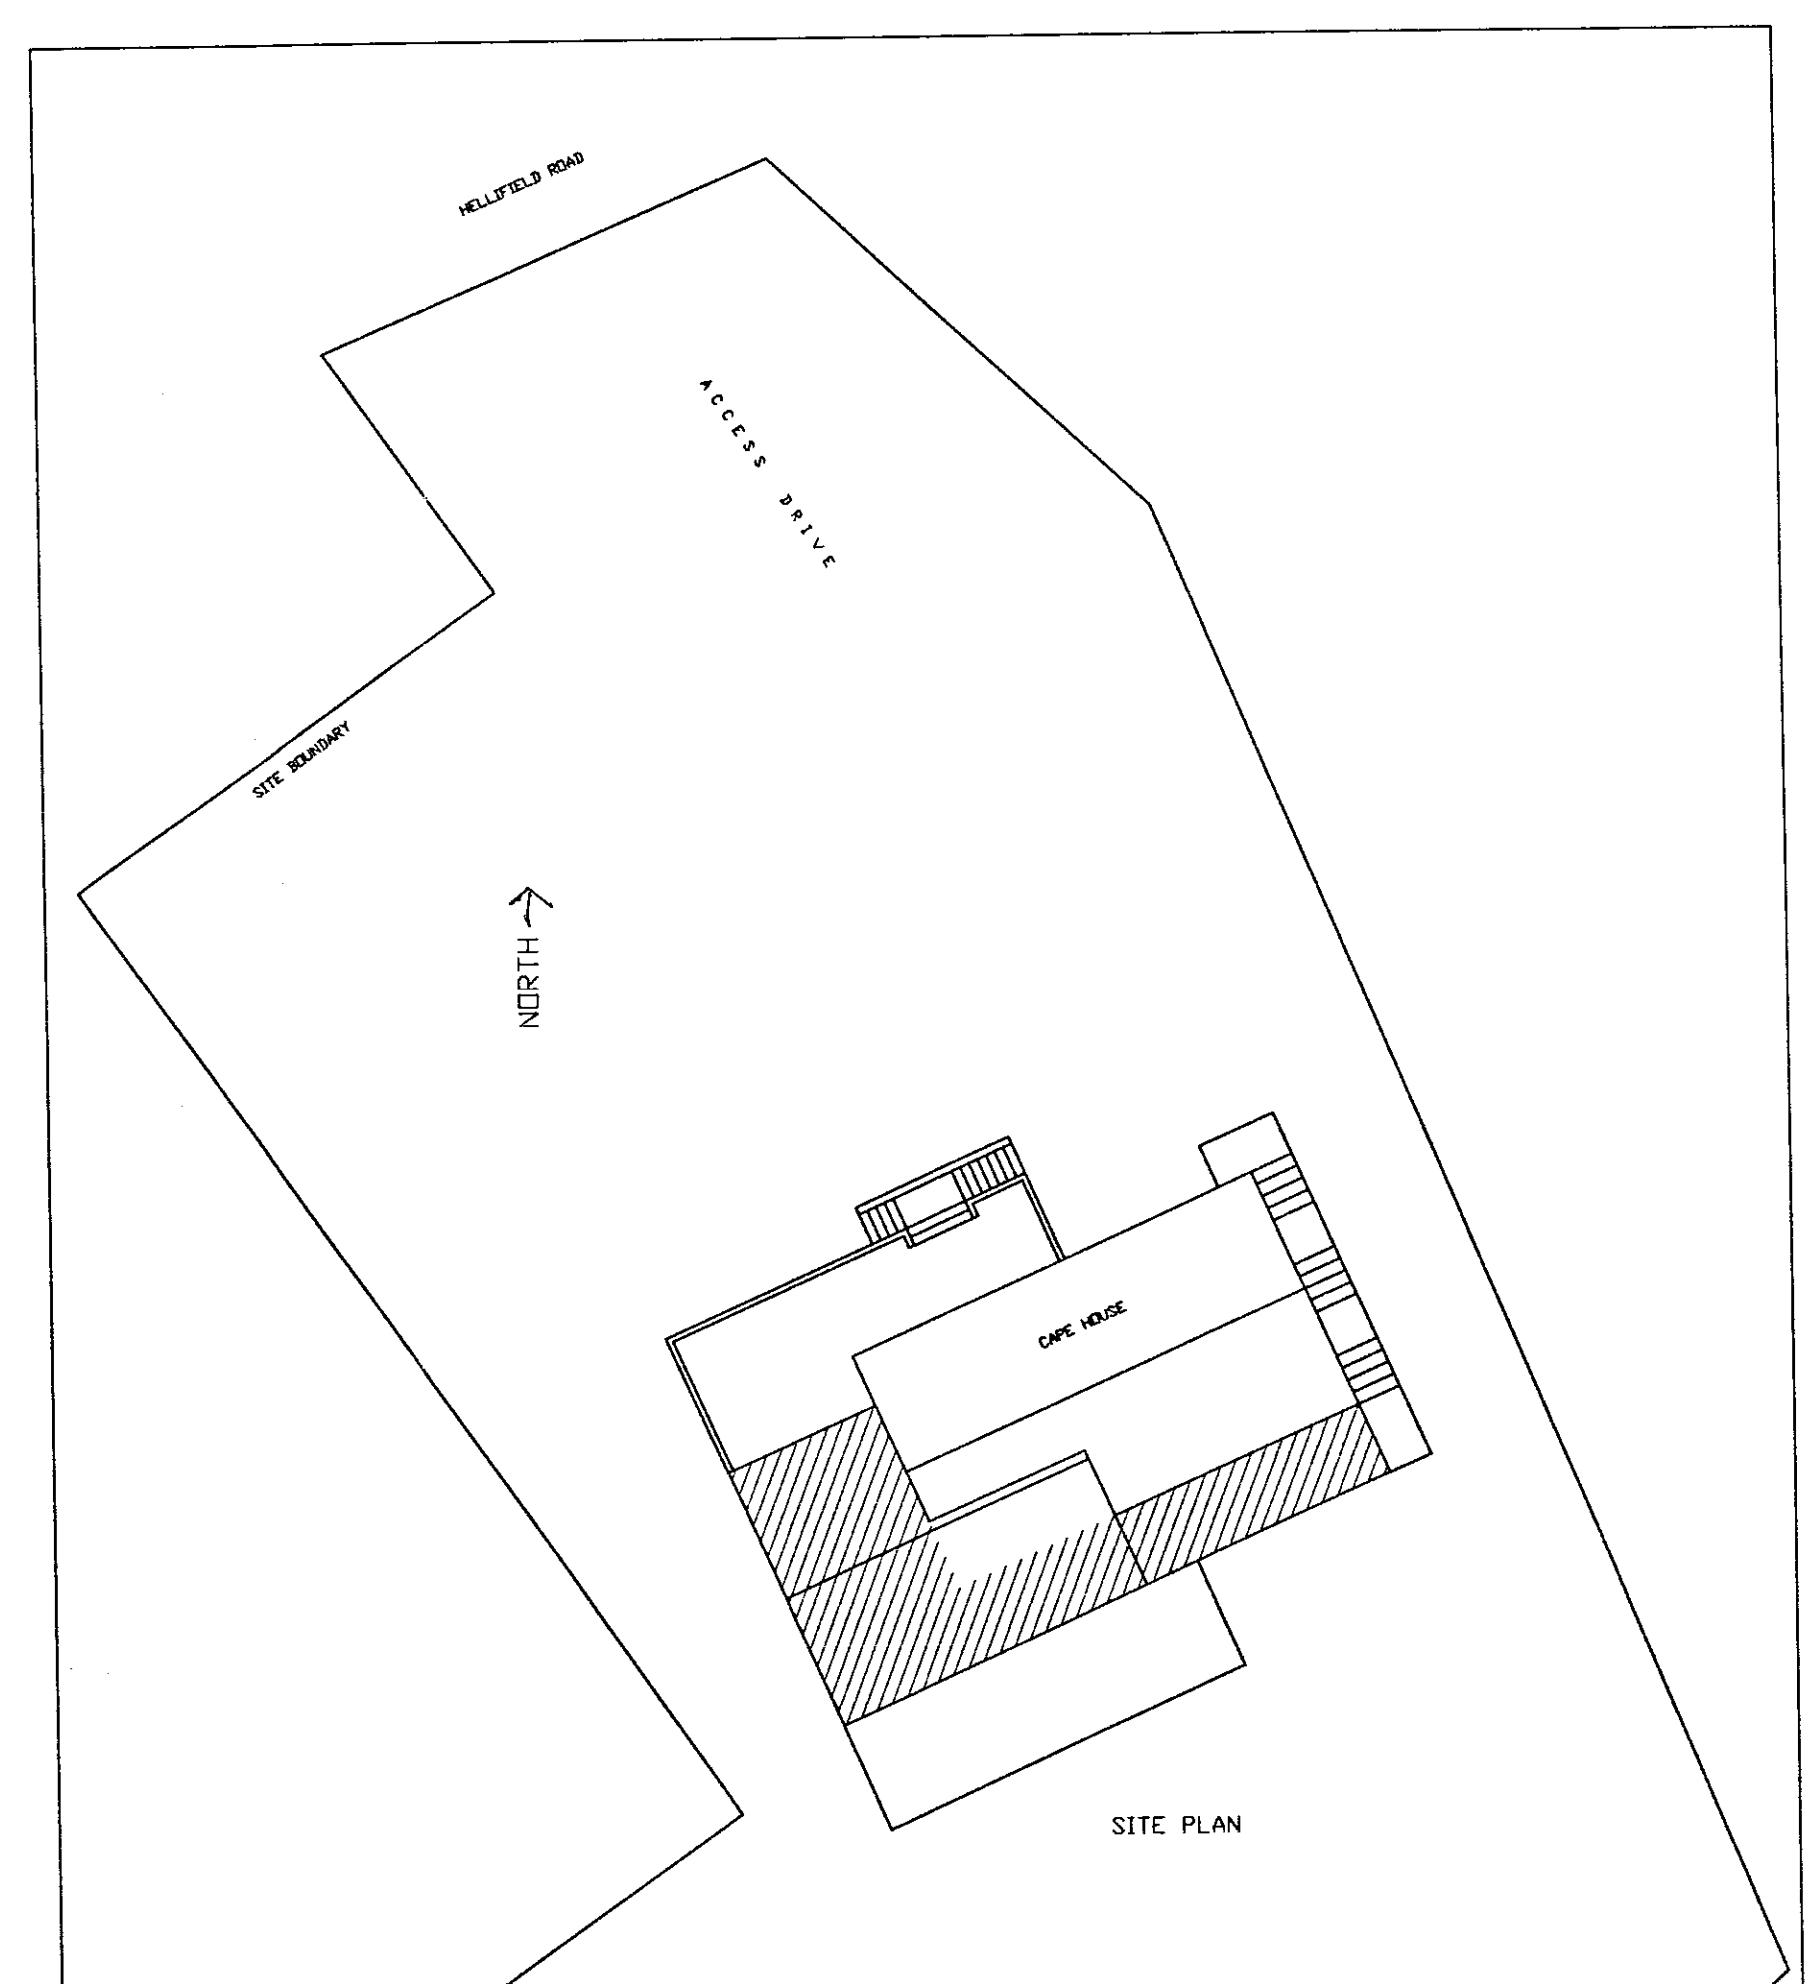 HELLIFIELD ROAD
ACCESS DRIVE
SITE BOUNDARY
NORTH
CAPE HOUSE
SITE PLAN